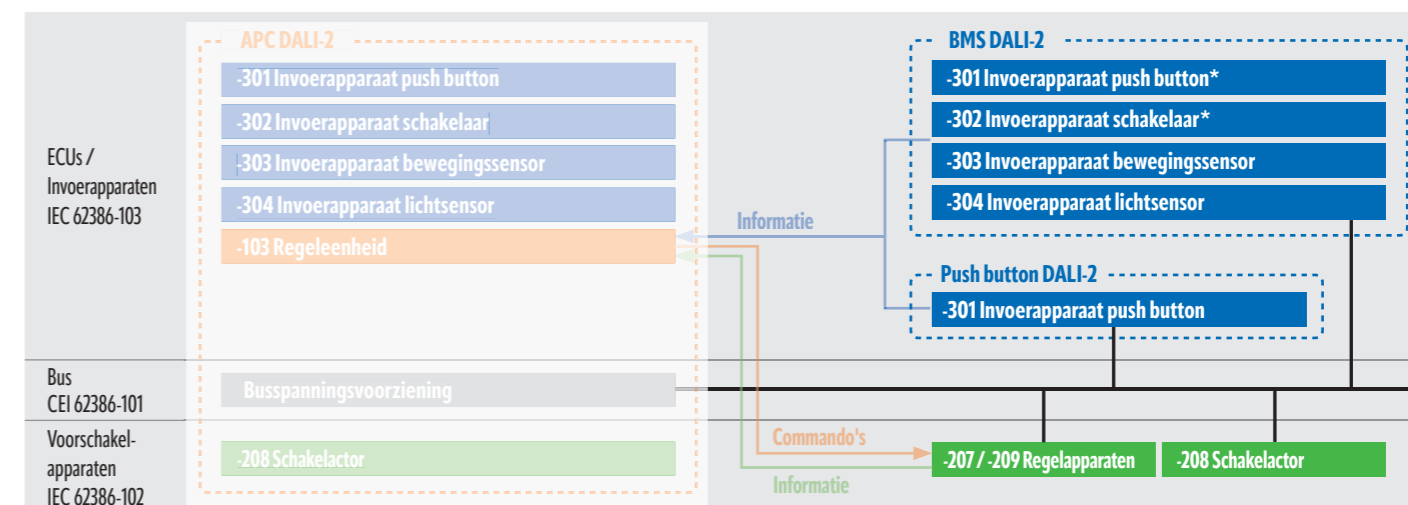 ECUs /
Invoerapparaten
IEC 62386-103
APC DALI-2
-301 Invoerapparaat push button
-302 Invoerapparaat schakelaar
-303 Invoerapparaat bewegingssensor
-304 Invoerapparaat lichtsensor
-103 Regeleenheid
Informatie
BMS DALI-2
-301 Invoerapparaat push button*
-302 Invoerapparaat schakelaar*
-303 Invoerapparaat bewegingssensor
-304 Invoerapparaat lichtsensor
Push button DALI-2
-301 Invoerapparaat push button
Bus
CEI 62386-101
Busspanningsvoorziening
Voorschakel-
apparaten
IEC 62386-102
-208 Schakelactor
Commando's
Informatie
-207 / -209 Regelapparaten
-208 Schakelactor